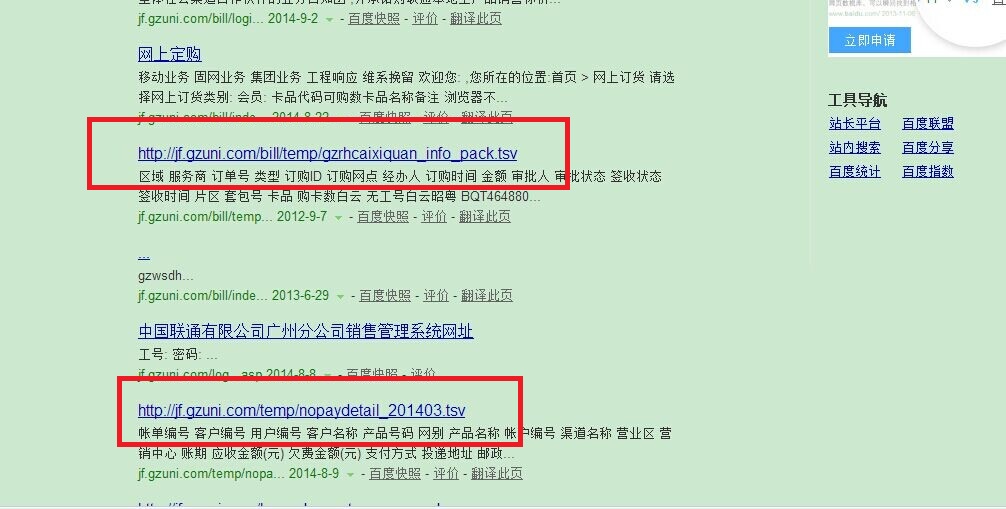 jf.gzuni.com/bill/logi... 2014-9-2 - 百度快照 - 评价 - 翻译此页
网上定购
移动业务 固网业务 集团业务 工程响应 维系挽留 欢迎您: ,您所在的位置:首页 > 网上订货 请选
择网上订货类别: 会员: 卡品代码可购数卡品名称备注 浏览器不...
jf.gzuni.com/bill/inde... 2014-8-22 - 百度快照 - 评价 - 翻译此页
http://jf.gzuni.com/bill/temp/gzrhcaixiquan_info_pack.tsv
区域 服务商 订单号 类型 订购ID 订购网点 经办人 订购时间 金额 审批人 审批状态 签收状态
签收时间 片区 套包号 卡品 购卡数白云 无工号白云昭粤 BQT464880...
jf.gzuni.com/bill/temp... 2012-9-7 - 百度快照 - 评价 - 翻译此页
...
gzwsdh...
jf.gzuni.com/bill/inde... 2013-6-29 - 百度快照 - 评价 - 翻译此页
中国联通有限公司广州分公司销售管理系统网址
工号: 密码: ...
jf.gzuni.com/log...asp 2014-8-8 - 百度快照 - 评价
http://jf.gzuni.com/temp/nopaydetail_201403.tsv
帐单编号 客户编号 用户编号 客户名称 产品号码 网别 产品名称 帐户编号 渠道名称 营业区 营
销中心 账期 应收金额(元) 欠费金额(元) 支付方式 投递地址 邮政...
jf.gzuni.com/temp/nopa... 2014-8-9 - 百度快照 - 评价 - 翻译此页
www.baidu.com/ 2013-11-06
立即申请
工具导航
站长平台 百度联盟
站内搜索 百度分享
百度统计 百度指数